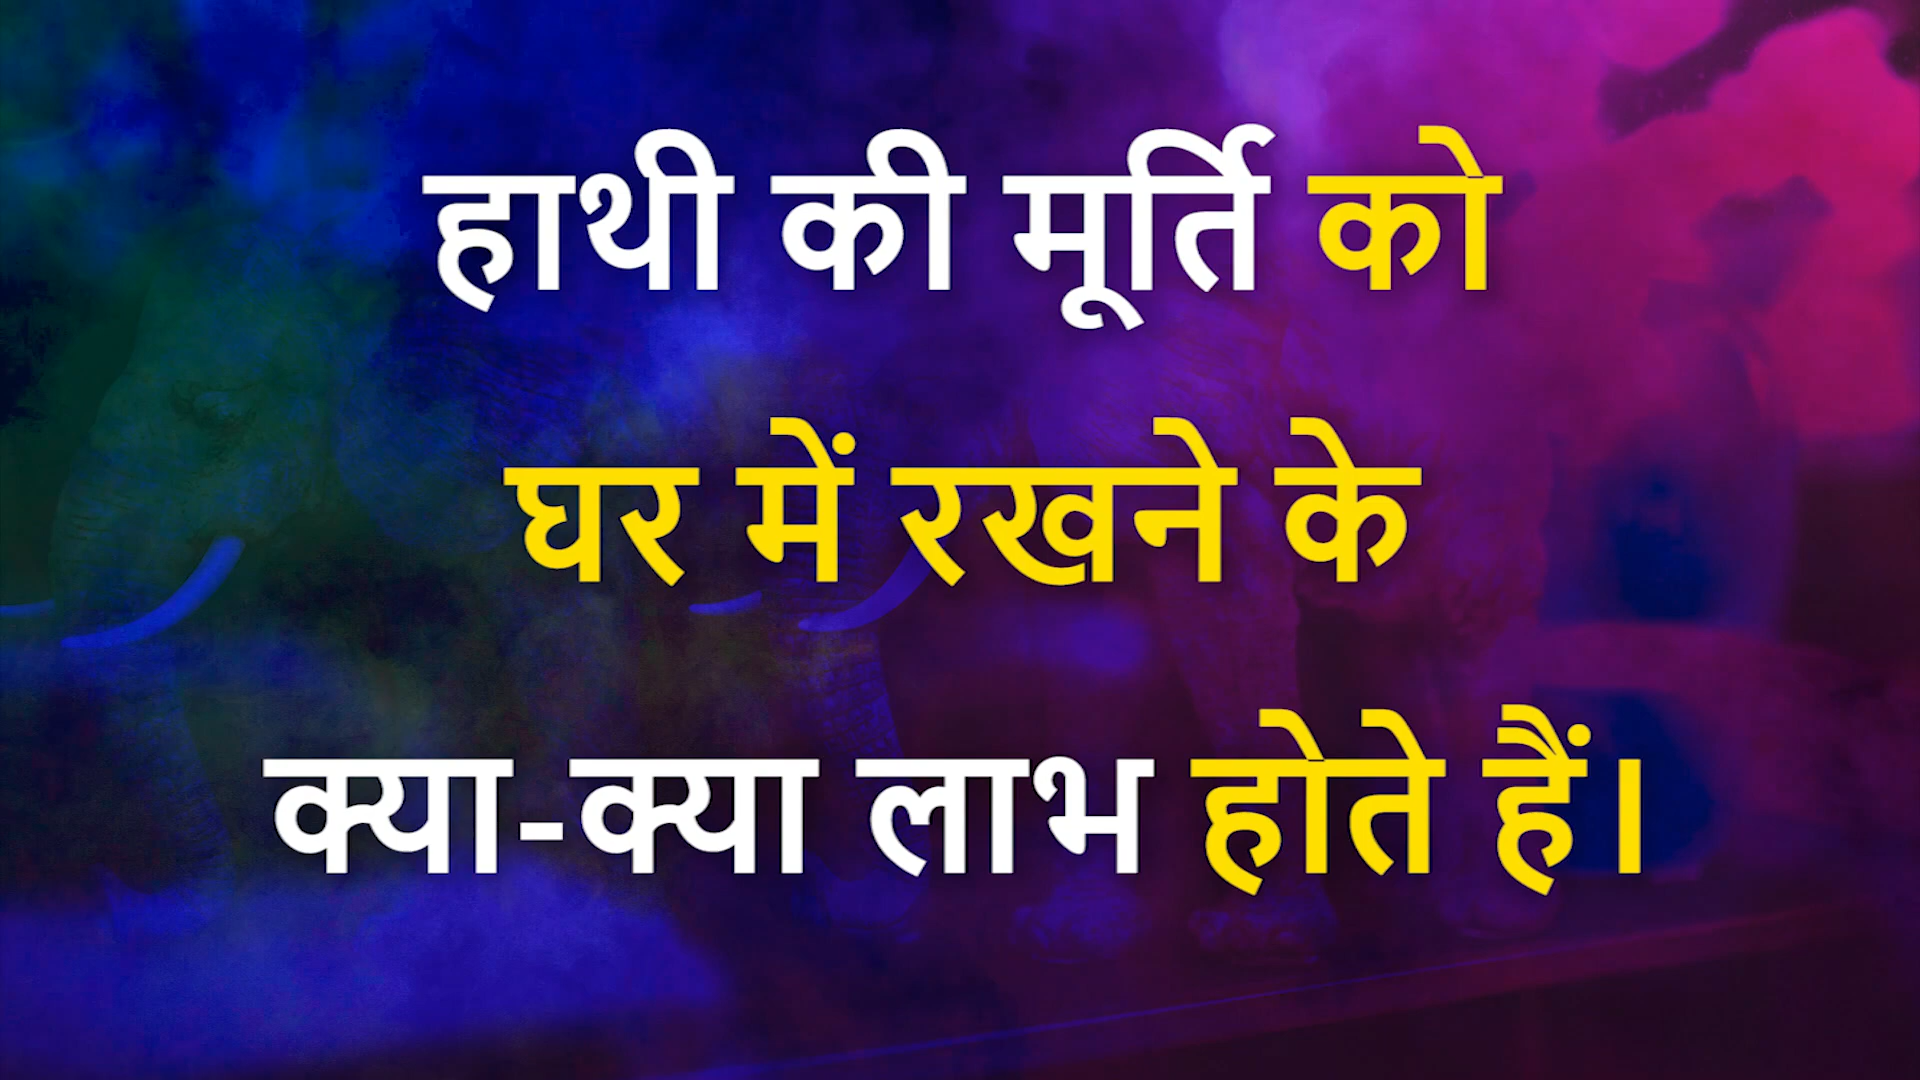 हाथी की मूर्ति को
घर में रखने के
क्या-क्या लाभ होते हैं।